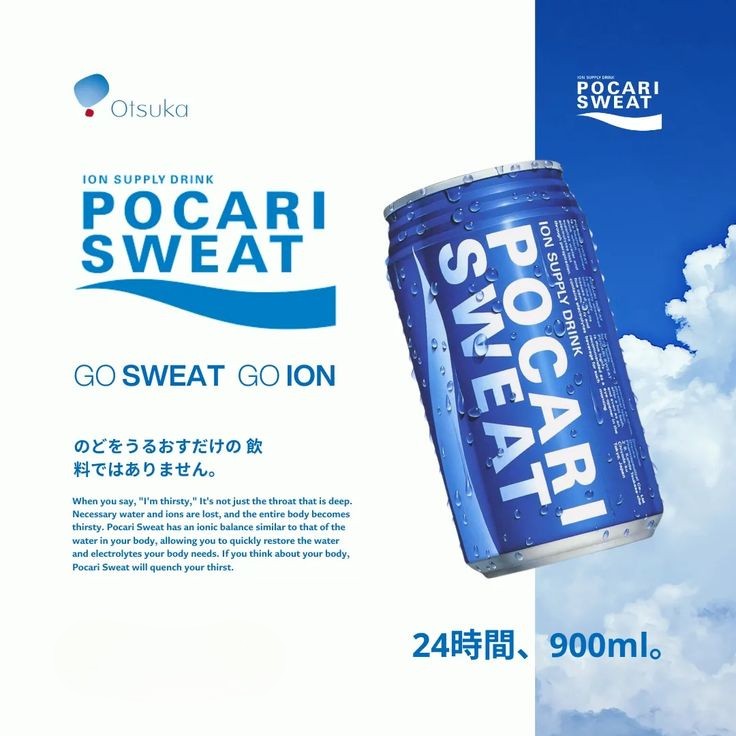 Otsuka
ION SUPPLY DRINK
POCARI
SWEAT
GO SWEAT GO ION
のどをうるおすだけの 飲
料ではありません。
When you say, "I'm thirsty," It's not just the throat that is deep.
Necessary water and ions are lost, and the entire body becomes
thirsty. Pocari Sweat has an ionic balance similar to that of the
water in your body, allowing you to quickly restore the water
and electrolytes your body needs. If you think about your body,
Pocari Sweat will quench your thirst.
ION SUPPLY DRINK
POCARI
SWEAT
ION SUPPLY DRINK
POCARI
SWEAT
24時間、900ml。